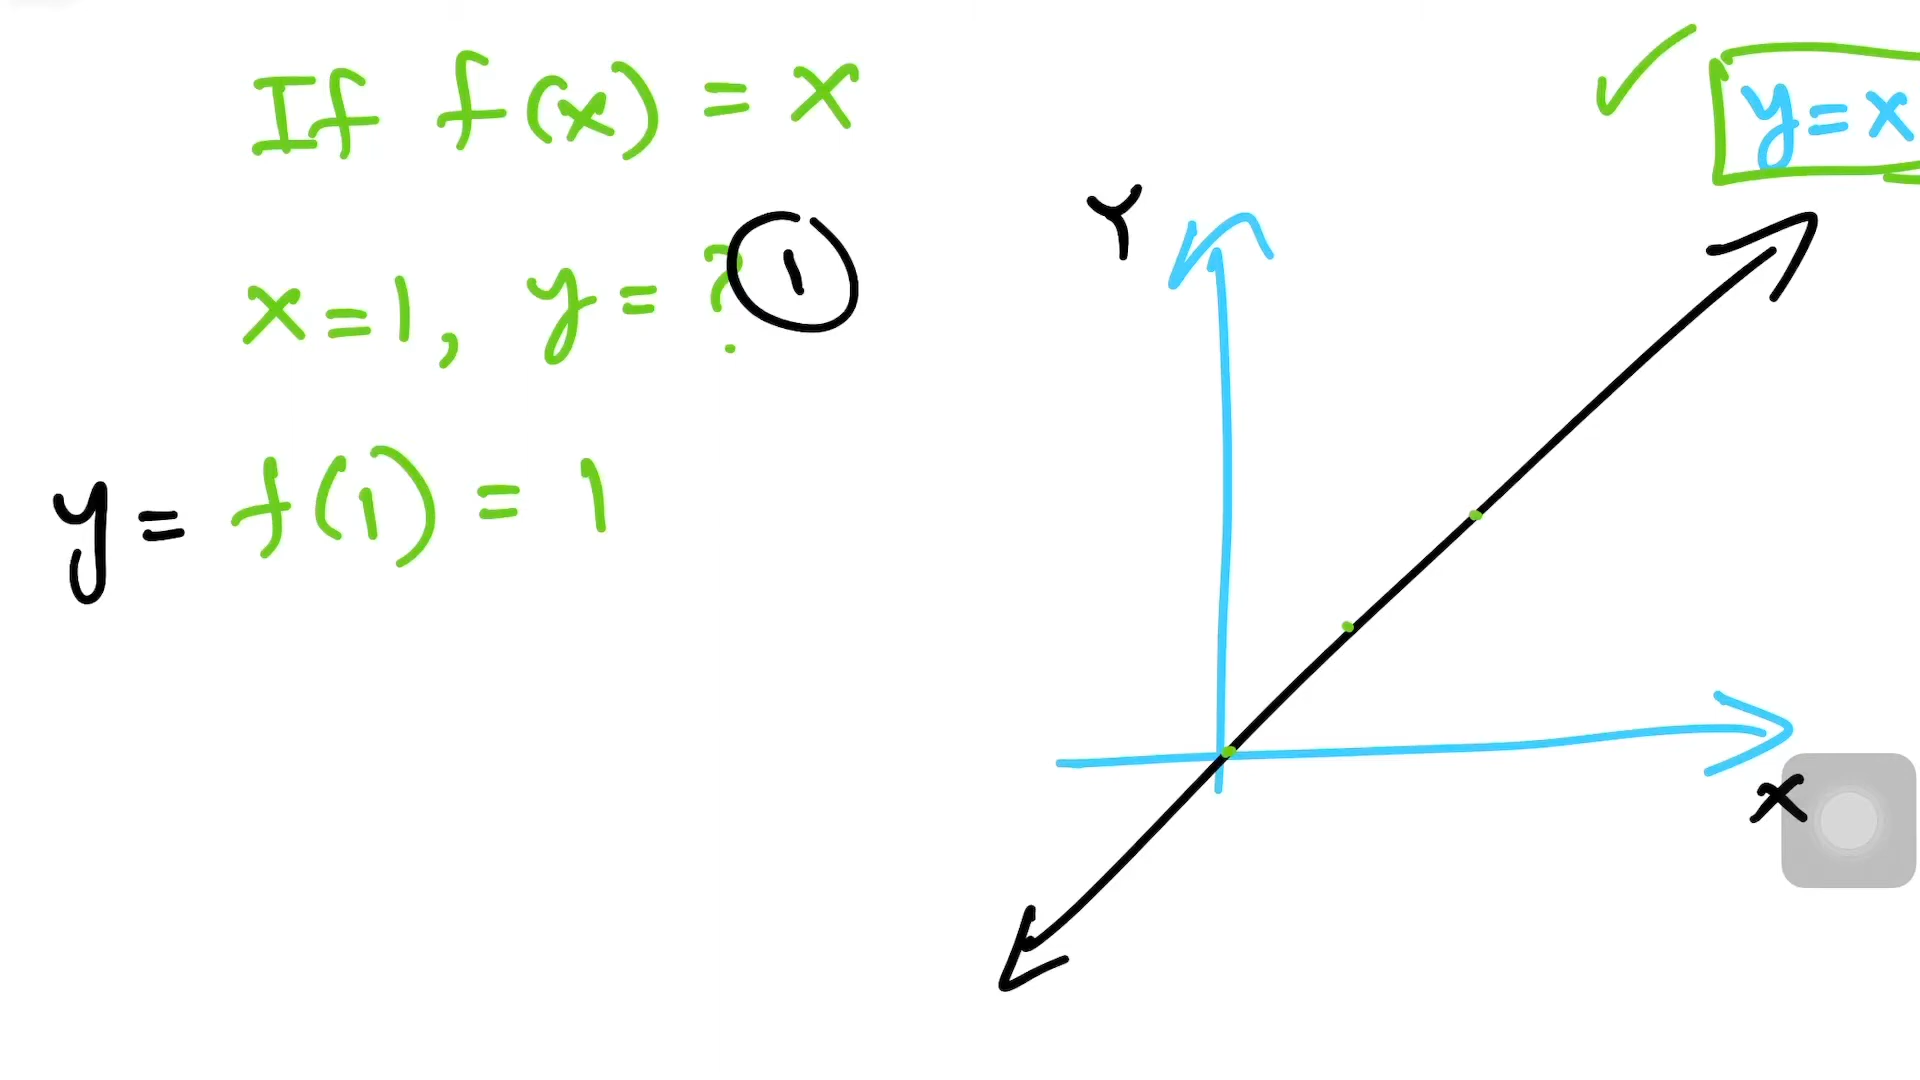 If f(x) = x
x=1, y = ? 1
y = f(1) = 1
y=x
Y
X